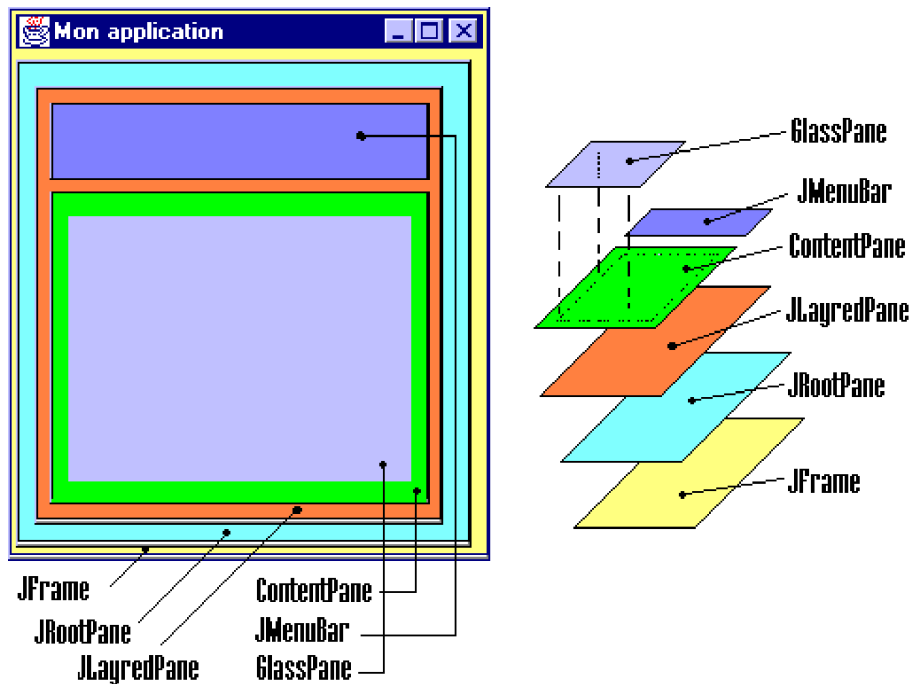 Mon application
GlassPane
JMenuBar
ContentPane
JLayredPane
JRootPane
JFrame
JFrame
ContentPane
JRootPane
JMenuBar
JLayredPane
GlassPane